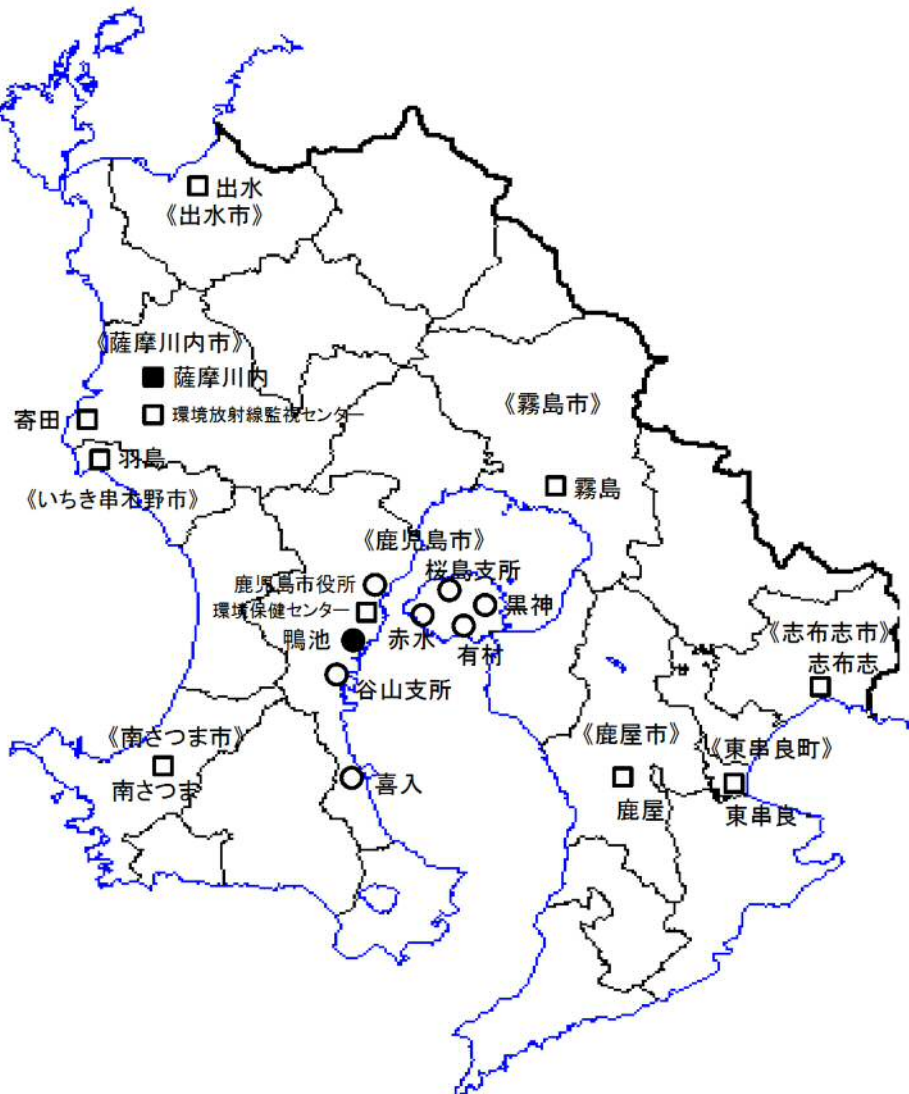 出水
《出水市》
《薩摩川内市》
薩摩川内
環境放射線監視センター
寄田
羽島
《いちき串木野市》
《霧島市》
霧島
《鹿児島市》
鹿児島市役所
桜島支所
環境保健センター
黒神
鴨池
赤水
有村
谷山支所
《志布志市》
志布志
《南さつま市》
南さつま
喜入
《鹿屋市》
鹿屋
《東串良町》
東串良